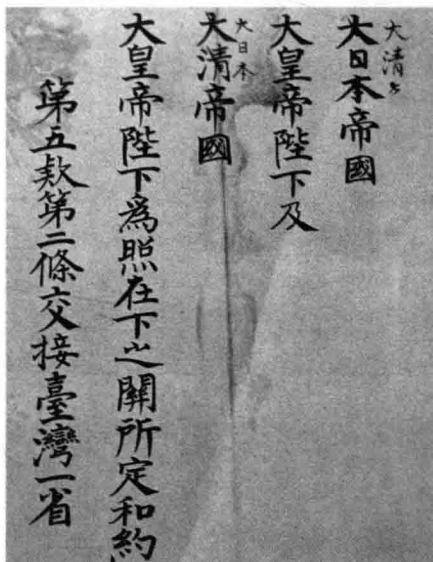 大清
大日本帝國
大皇帝陛下及
大日本
大清帝國
大皇帝陛下爲照在下之關所定和約
第五款第二條交接臺灣一省